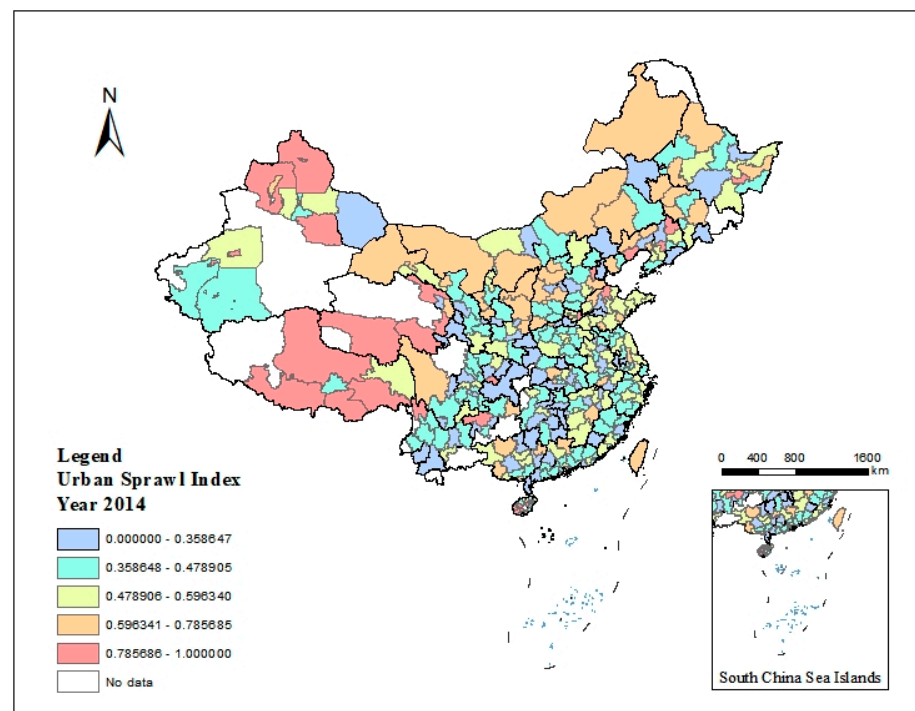 N
Legend
Urban Sprawl Index
Year 2014
0.000000 - 0.358647
0.358648 - 0.478905
0.478906 - 0.596340
0.596341 - 0.785685
0.785686 - 1.000000
No data
0 400 800 1600
km
South China Sea Islands